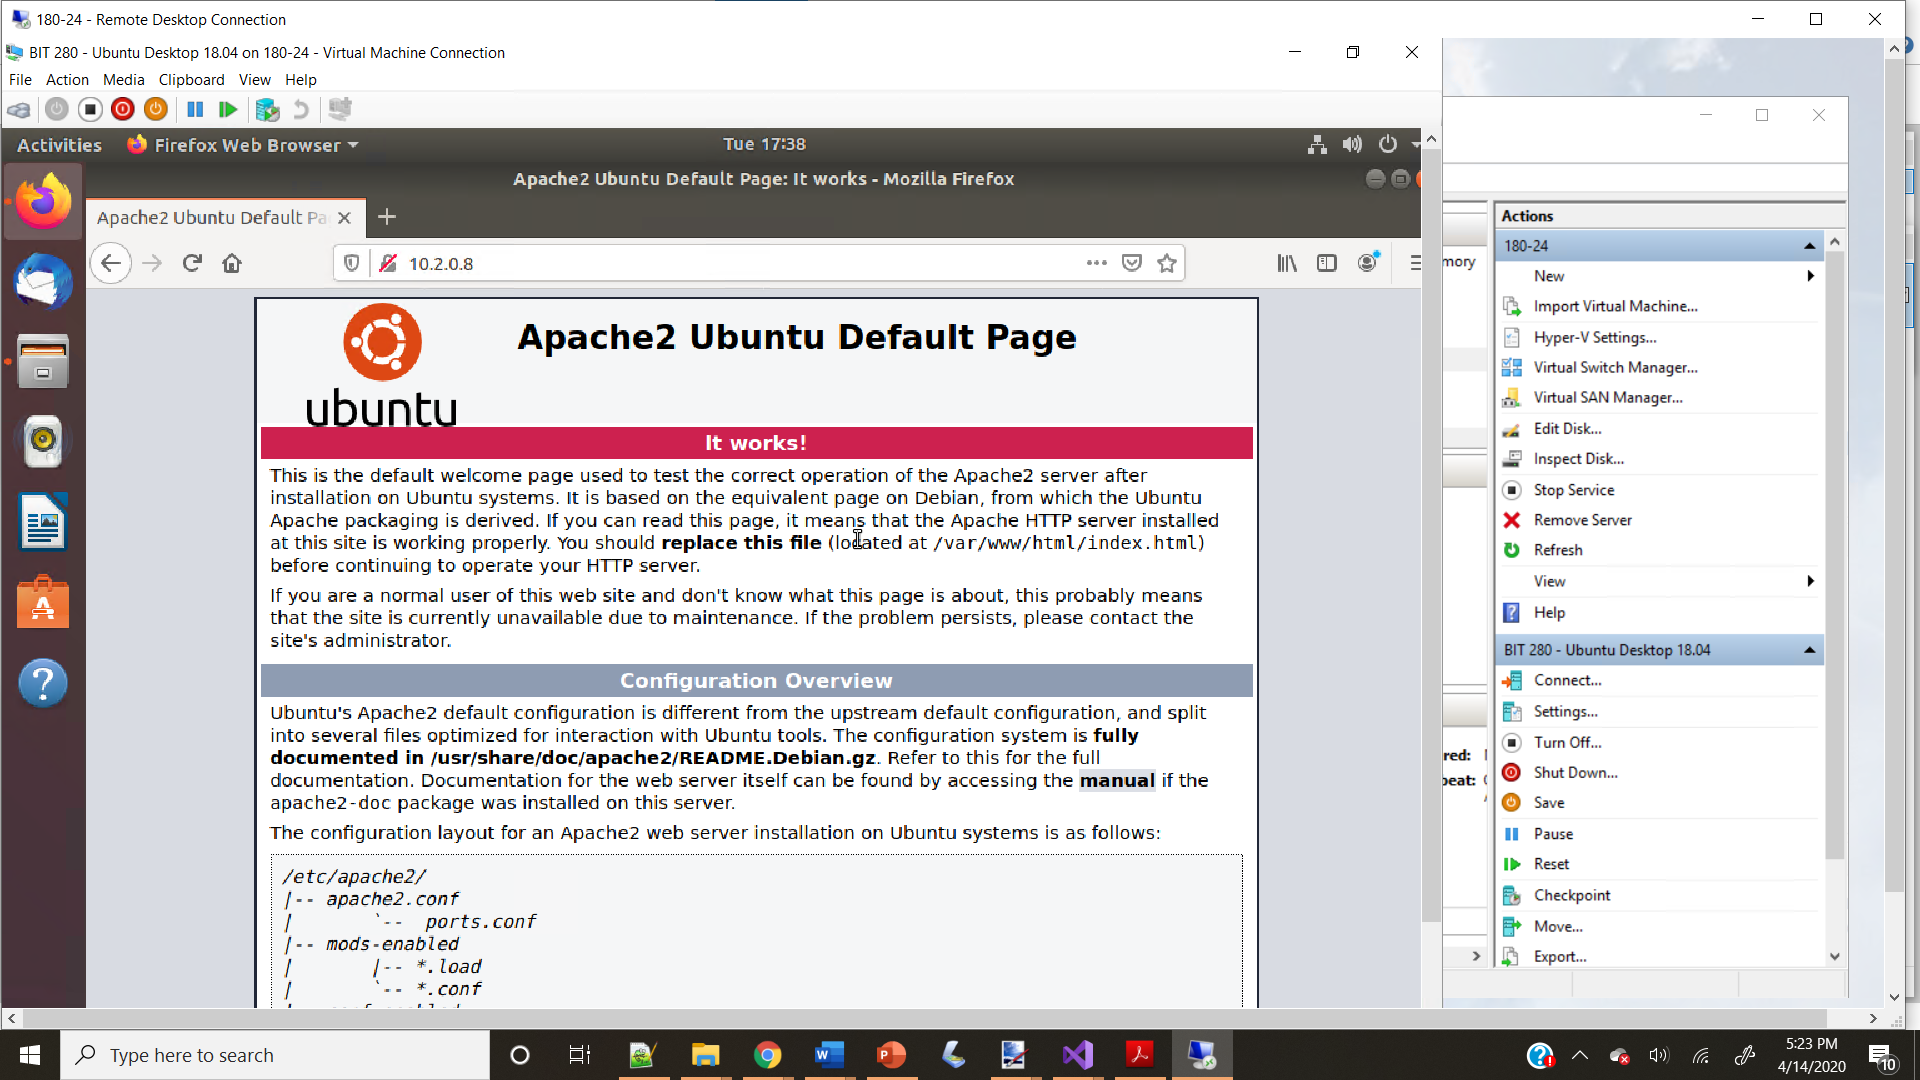 180-24 - Remote Desktop Connection
BIT 280 - Ubuntu Desktop 18.04 on 180-24 - Virtual Machine Connection
File Action Media Clipboard View Help
Activities Firefox Web Browser Tue 17:38
Apache2 Ubuntu Default Page: It works - Mozilla Firefox
Apache2 Ubuntu Default Pa
10.2.0.8
ubuntu
Apache2 Ubuntu Default Page
It works!
This is the default welcome page used to test the correct operation of the Apache2 server after
installation on Ubuntu systems. It is based on the equivalent page on Debian, from which the Ubuntu
Apache packaging is derived. If you can read this page, it means that the Apache HTTP server installed
at this site is working properly. You should replace this file (located at /var/www/html/index.html)
before continuing to operate your HTTP server.
If you are a normal user of this web site and don't know what this page is about, this probably means
that the site is currently unavailable due to maintenance. If the problem persists, please contact the
site's administrator.
Configuration Overview
Ubuntu's Apache2 default configuration is different from the upstream default configuration, and split
into several files optimized for interaction with Ubuntu tools. The configuration system is fully
documented in /usr/share/doc/apache2/README.Debian.gz. Refer to this for the full
documentation. Documentation for the web server itself can be found by accessing the manual if the
apache2-doc package was installed on this server.
The configuration layout for an Apache2 web server installation on Ubuntu systems is as follows:
/etc/apache2/
|-- apache2.conf
|       `--  ports.conf
|-- mods-enabled
|       |-- *.load
|       `-- *.conf
mory
red:
peat:
Actions
180-24
New
Import Virtual Machine...
Hyper-V Settings...
Virtual Switch Manager...
Virtual SAN Manager...
Edit Disk...
Inspect Disk...
Stop Service
Remove Server
Refresh
View
Help
BIT 280 - Ubuntu Desktop 18.04
Connect...
Settings...
Turn Off...
Shut Down...
Save
Pause
Reset
Checkpoint
Move...
Export...
Type here to search
5:23 PM
4/14/2020
10